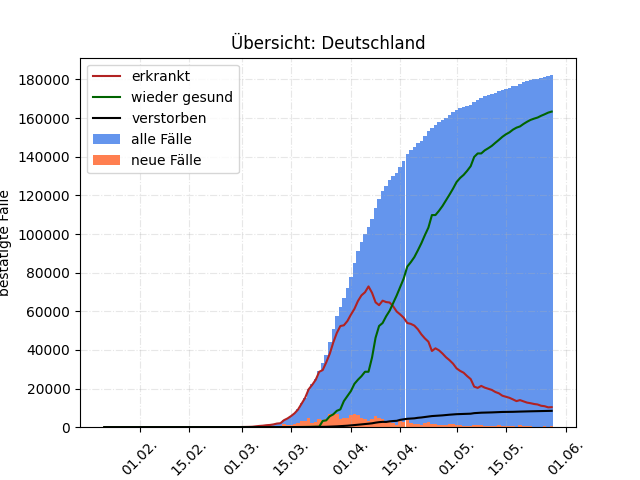 Übersicht: Deutschland
erkrankt
wieder gesund
verstorben
alle Fälle
neue Fälle
bestätigte Fälle
180000
160000
140000
120000
100000
80000
60000
40000
20000
0
01.02. 15.02. 01.03. 15.03. 01.04. 15.04. 01.05. 15.05. 01.06.